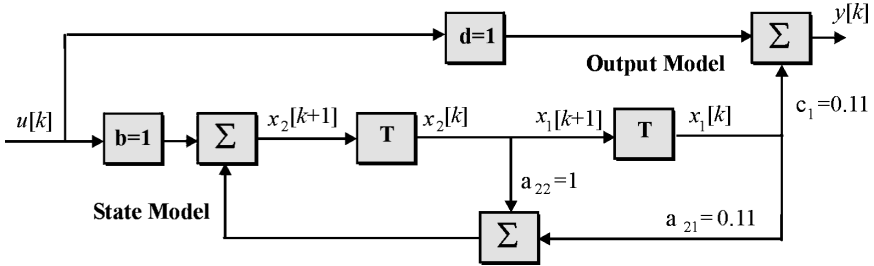 y[k]
d=1
Σ
Output Model
u[k]
b=1
Σ
x₂[k+1]
T
x₂[k]
x₁[k+1]
T
x₁[k]
c₁=0.11
a₂₂=1
State Model
Σ
a₂₁=0.11